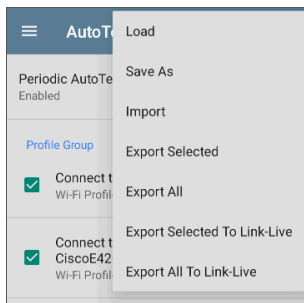 AutoTe
Periodic AutoTe
Enabled
Profile Group
Connect t
Wi-Fi Profil
Connect t
CiscoE42
Wi-Fi Profil
Load
Save As
Import
Export Selected
Export All
Export Selected To Link-Live
Export All To Link-Live